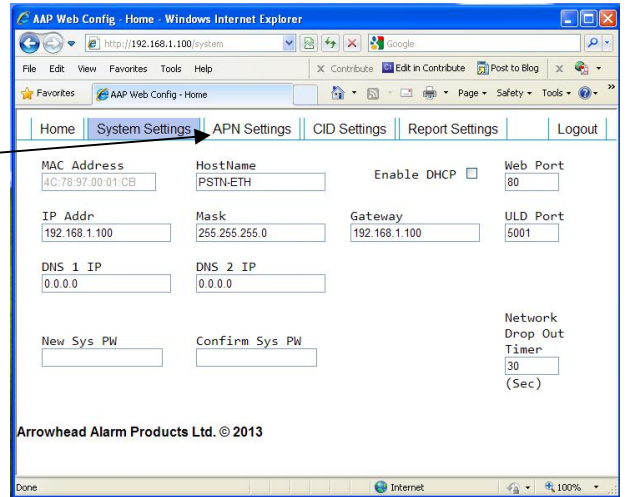 AAP Web Config - Home - Windows Internet Explorer
http://192.168.1.100/system
Google
File Edit View Favorites Tools Help
x Contribute Edit in Contribute Post to Blog x
Favorites AAP Web Config - Home Page Safety Tools »
Home System Settings APN Settings CID Settings Report Settings Logout
MAC Address HostName Enable DHCP Web Port
4C:78:97:00:01:CB PSTN-ETH 80
IP Addr Mask Gateway ULD Port
192.168.1.100 255.255.255.0 192.168.1.100 5001
DNS 1 IP DNS 2 IP
0.0.0.0 0.0.0.0
New Sys PW Confirm Sys PW
Network
Drop Out
Timer
30
(Sec)
Arrowhead Alarm Products Ltd. © 2013
Done Internet 100%